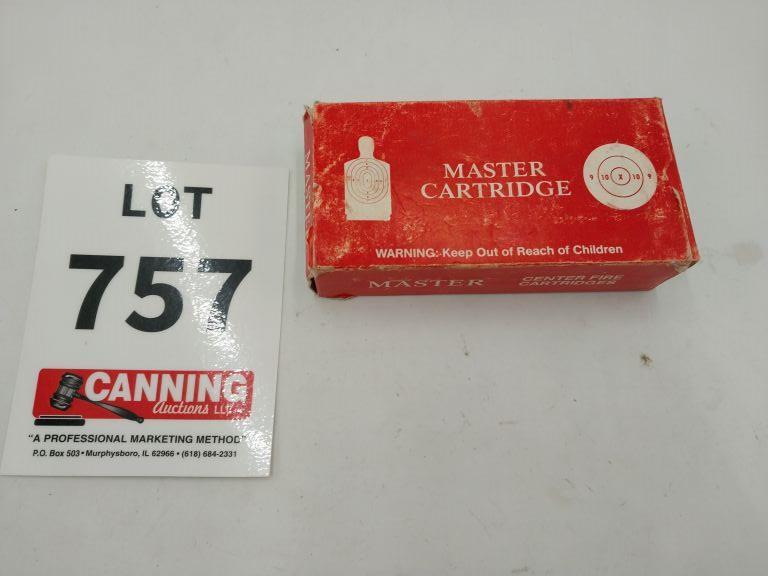 LOT
757
CANNING
Auctions LLC
"A PROFESSIONAL MARKETING METHOD"
P.O. Box 503 • Murphysboro, IL 62966 • (618) 684-2331
MASTER
CARTRIDGE
9 10 X 10 9
WARNING: Keep Out of Reach of Children
MASTER
CENTER FIRE
CARTRIDGES